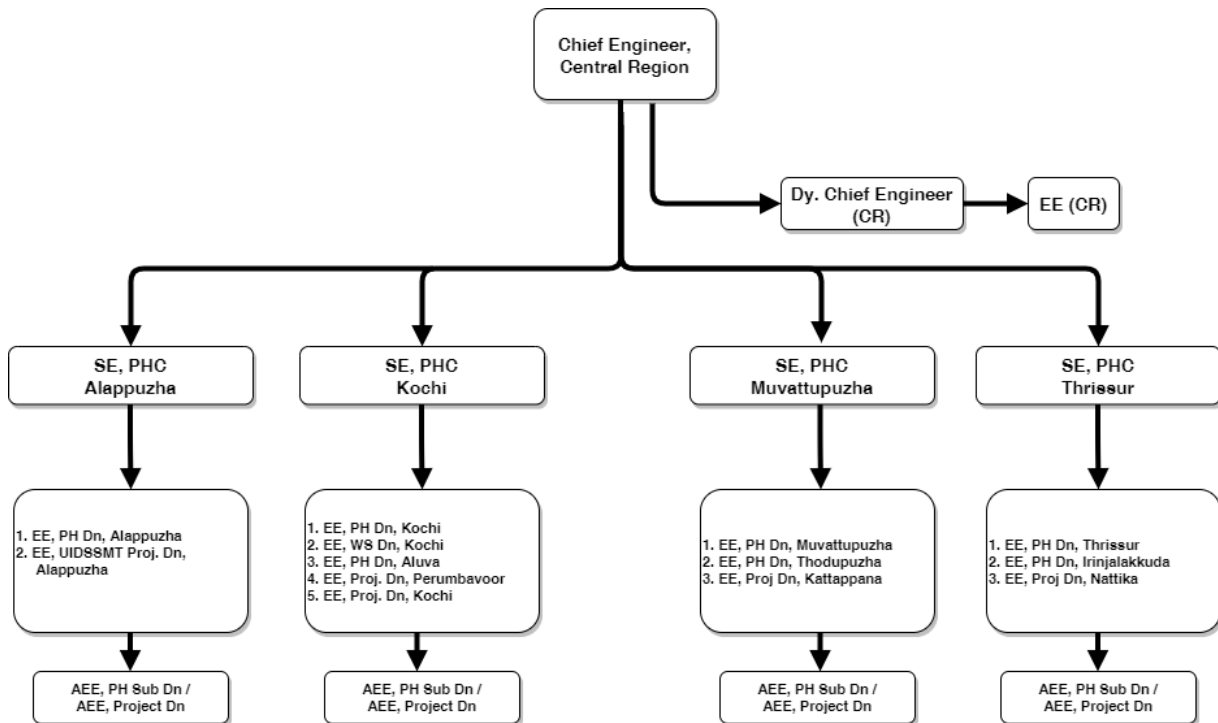 Chief Engineer,
Central Region
Dy. Chief Engineer
(CR)
EE (CR)
SE, PHC
Alappuzha
SE, PHC
Kochi
SE, PHC
Muvattupuzha
SE, PHC
Thrissur
1. EE, PH Dn, Alappuzha
2. EE, UIDSSMT Proj. Dn,
Alappuzha
1. EE, PH Dn, Kochi
2. EE, WS Dn, Kochi
3. EE, PH Dn, Aluva
4. EE, Proj. Dn, Perumbavoor
5. EE, Proj. Dn, Kochi
1. EE, PH Dn, Muvattupuzha
2. EE, PH Dn, Thodupuzha
3. EE, Proj Dn, Kattappana
1. EE, PH Dn, Thrissur
2. EE, PH Dn, Irinjalakkuda
3. EE, Proj Dn, Nattika
AEE, PH Sub Dn /
AEE, Project Dn
AEE, PH Sub Dn /
AEE, Project Dn
AEE, PH Sub Dn /
AEE, Project Dn
AEE, PH Sub Dn /
AEE, Project Dn